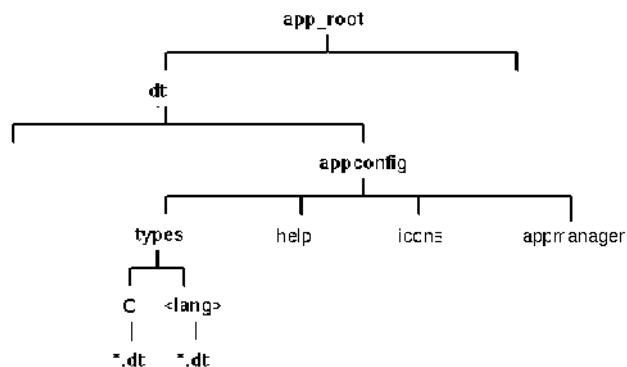 app_root
dt
appconfig
types help icons appmanager
C <lang>
*.dt *.dt